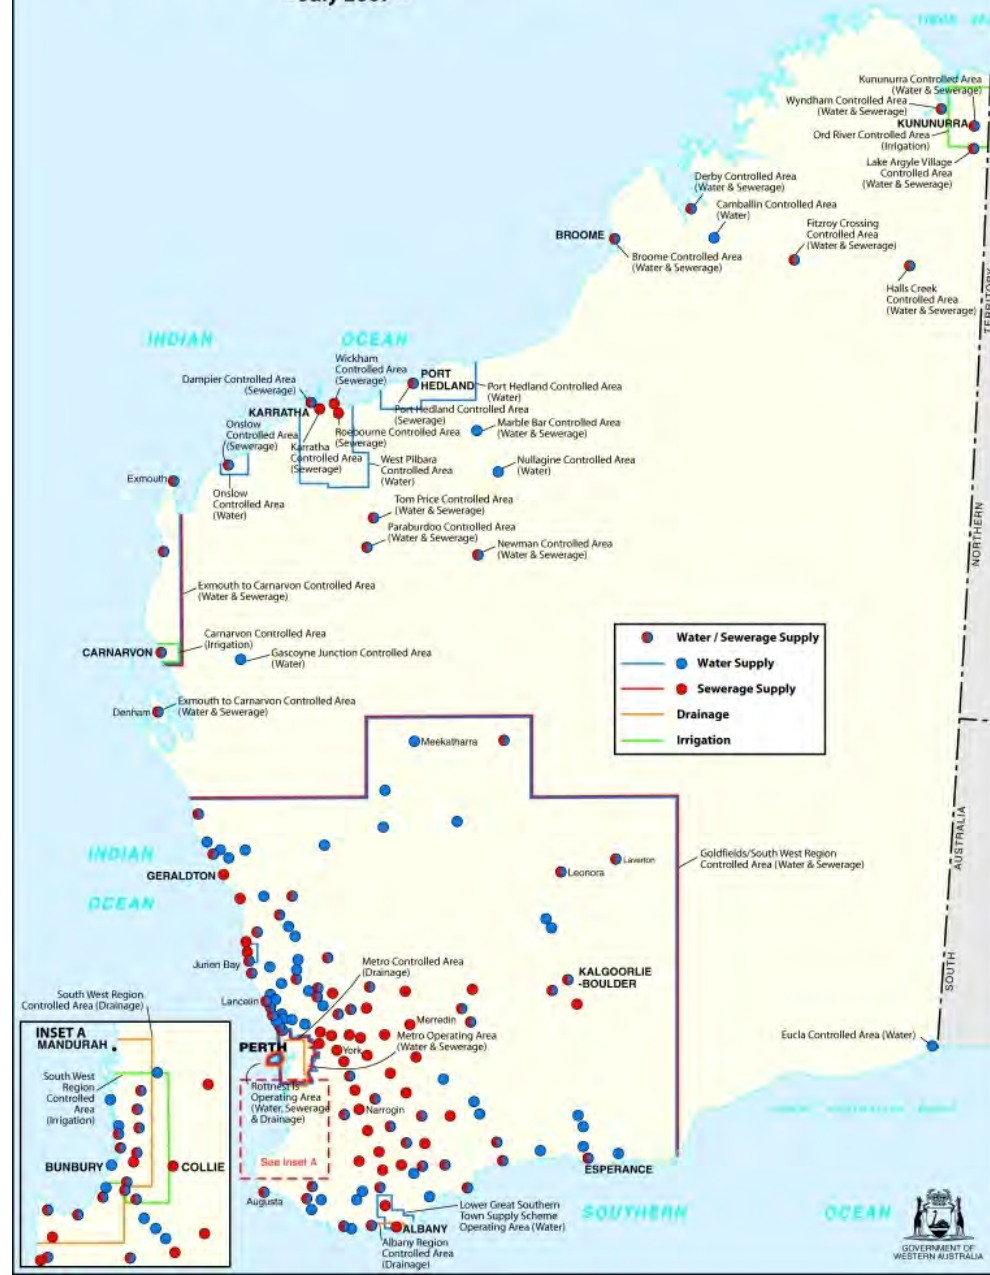 Kununurra Controlled Area
(Water & Sewerage)
Wyndham Controlled Area
(Water & Sewerage)
KUNUNURRA
Ord River Controlled Area
(Irrigation)
Lake Argyle Village
Controlled Area
(Water & Sewerage)
Derby Controlled Area
(Water & Sewerage)
Camballin Controlled Area
(Water)
Fitzroy Crossing
Controlled Area
(Water & Sewerage)
BROOME
Broome Controlled Area
(Water & Sewerage)
Halls Creek
Controlled Area
(Water & Sewerage)
TERRITORY
NORTHERN
INDIAN OCEAN
Wickham
Controlled Area
(Sewerage)
Dampier Controlled Area
(Sewerage)
PORT
HEDLAND
Port Hedland Controlled Area
(Water)
KARRATHA
Port Hedland Controlled Area
(Sewerage)
Onslow
Controlled Area
(Sewerage)
Roebourne Controlled Area
(Sewerage)
Marble Bar Controlled Area
(Water & Sewerage)
Karratha
Controlled Area
(Sewerage)
West Pilbara
Controlled Area
(Water)
Nullagine Controlled Area
(Water)
Exmouth
Onslow
Controlled Area
(Water)
Tom Price Controlled Area
(Water & Sewerage)
Paraburdoo Controlled Area
(Water & Sewerage)
Newman Controlled Area
(Water & Sewerage)
Exmouth to Carnarvon Controlled Area
(Water & Sewerage)
Carnarvon Controlled Area
(Irrigation)
CARNARVON
Gascoyne Junction Controlled Area
(Water)
Exmouth to Carnarvon Controlled Area
(Water & Sewerage)
Denham
Water / Sewerage Supply
Water Supply
Sewerage Supply
Drainage
Irrigation
Meekatharra
INDIAN
OCEAN
GERALDTON
Laverton
Leonora
Goldfields/South West Region
Controlled Area (Water & Sewerage)
AUSTRALIA
SOUTH
Jurien Bay
Metro Controlled Area
(Drainage)
KALGOORLIE
-BOULDER
South West Region
Controlled Area (Drainage)
Lancelin
Merredin
Metro Operating Area
(Water & Sewerage)
PERTH
York
Eucla Controlled Area (Water)
Rottnest Is
Operating Area
(Water, Sewerage
& Drainage)
Narrogin
See Inset A
INSET A
MANDURAH
South West
Region
Controlled
Area
(Irrigation)
BUNBURY
COLLIE
ESPERANCE
Augusta
Lower Great Southern
Town Supply Scheme
Operating Area (Water)
ALBANY
Albany Region
Controlled Area
(Drainage)
SOUTHERN OCEAN
GOVERNMENT OF
WESTERN AUSTRALIA